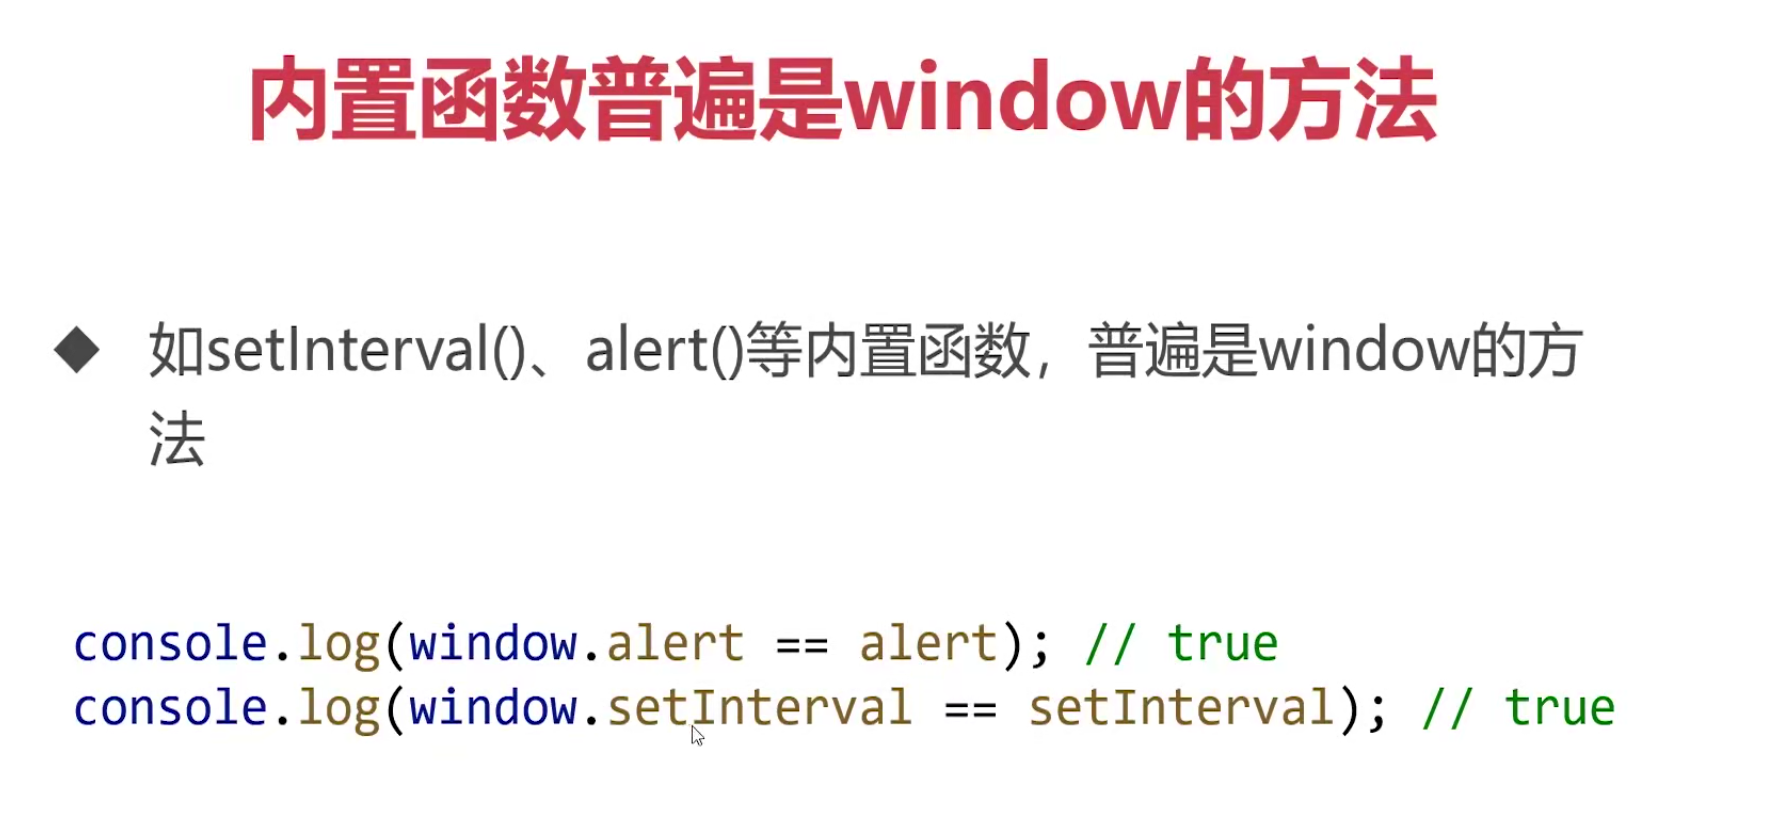 内置函数普遍是window的方法
如setInterval()、alert()等内置函数，普遍是window的方
法
console.log(window.alert == alert); // true
console.log(window.setInterval == setInterval); // true